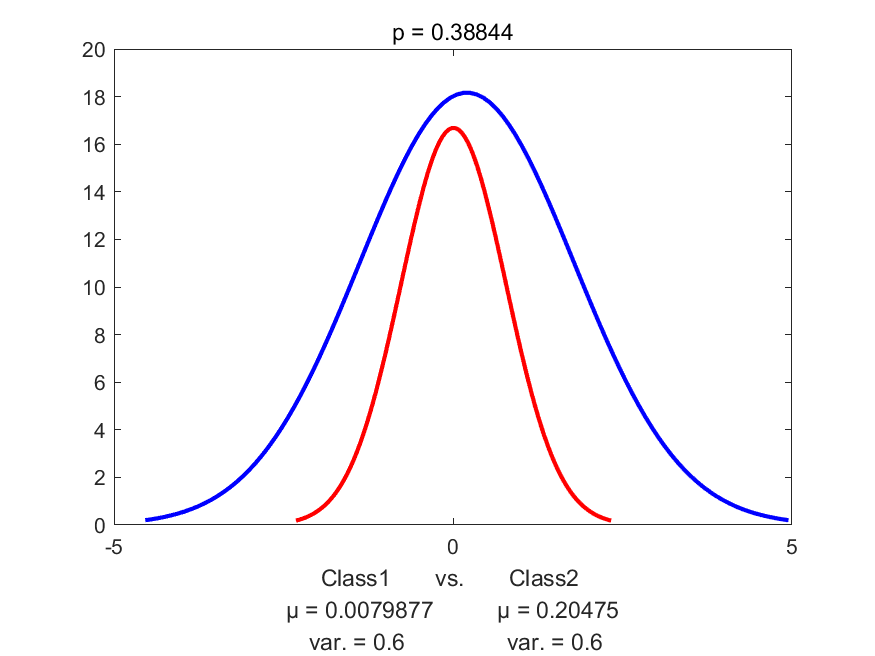 p = 0.38844
20
18
16
14
12
10
8
6
4
2
0
-5 0 5
Class1 vs. Class2
μ = 0.0079877 μ = 0.20475
var. = 0.6 var. = 0.6